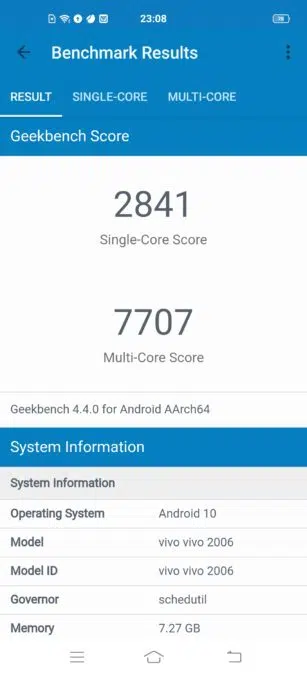 23:08
Benchmark Results
RESULT SINGLE-CORE MULTI-CORE
Geekbench Score
2841
Single-Core Score
7707
Multi-Core Score
Geekbench 4.4.0 for Android AArch64
System Information
System Information
Operating System Android 10
Model vivo vivo 2006
Model ID vivo vivo 2006
Governor schedutil
Memory 7.27 GB